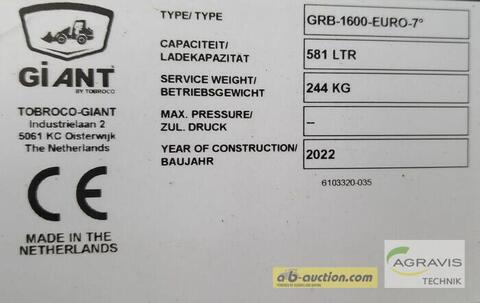 GiANT
BY TOBROCO
TOBROCO-GIANT
Industrielaan 2
5061 KC Oisterwijk
The Netherlands
CE
MADE IN THE
NETHERLANDS
TYPE/ TYPE
GRB-1600-EURO-7°
CAPACITEIT/
LADEKAPAZITÄT
581 LTR
SERVICE WEIGHT/
BETRIEBSGEWICHT
244 KG
MAX. PRESSURE/
ZUL. DRUCK
–
YEAR OF CONSTRUCTION/
BAUJAHR
2022
6103320-035
ab-auction.com
AGRAVIS
TECHNIK